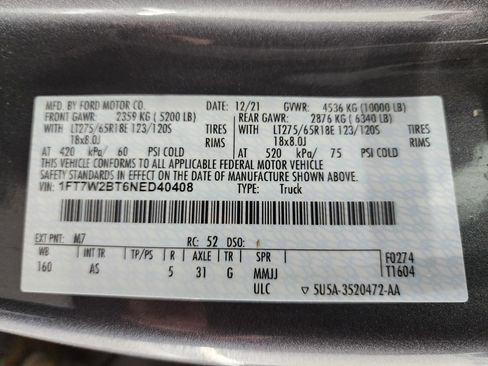 MFD. BY FORD MOTOR CO. DATE: 12/21 GVWR: 4536 KG (10000 LB)
FRONT GAWR: 2359 KG ( 5200 LB) REAR GAWR: 2876 KG ( 6340 LB)
WITH LT275/65R18E 123/120S TIRES WITH LT275/65R18E 123/120S TIRES
18x8.0J RIMS 18x8.0J RIMS
AT 420 kPa/ 60 PSI COLD AT 520 kPa/ 75 PSI COLD
THIS VEHICLE CONFORMS TO ALL APPLICABLE FEDERAL MOTOR VEHICLE
SAFETY STANDARDS IN EFFECT ON THE DATE OF MANUFACTURE SHOWN ABOVE.
VIN: 1FT7W2BT6NED40408 TYPE: Truck
EXT PNT: M7 RC: 52 DSO:
WB INT TR TP/PS R AXLE TR SPR F0274
160 AS 5 31 G MMJJ T1604
ULC ▽ 5U5A-3520472-AA